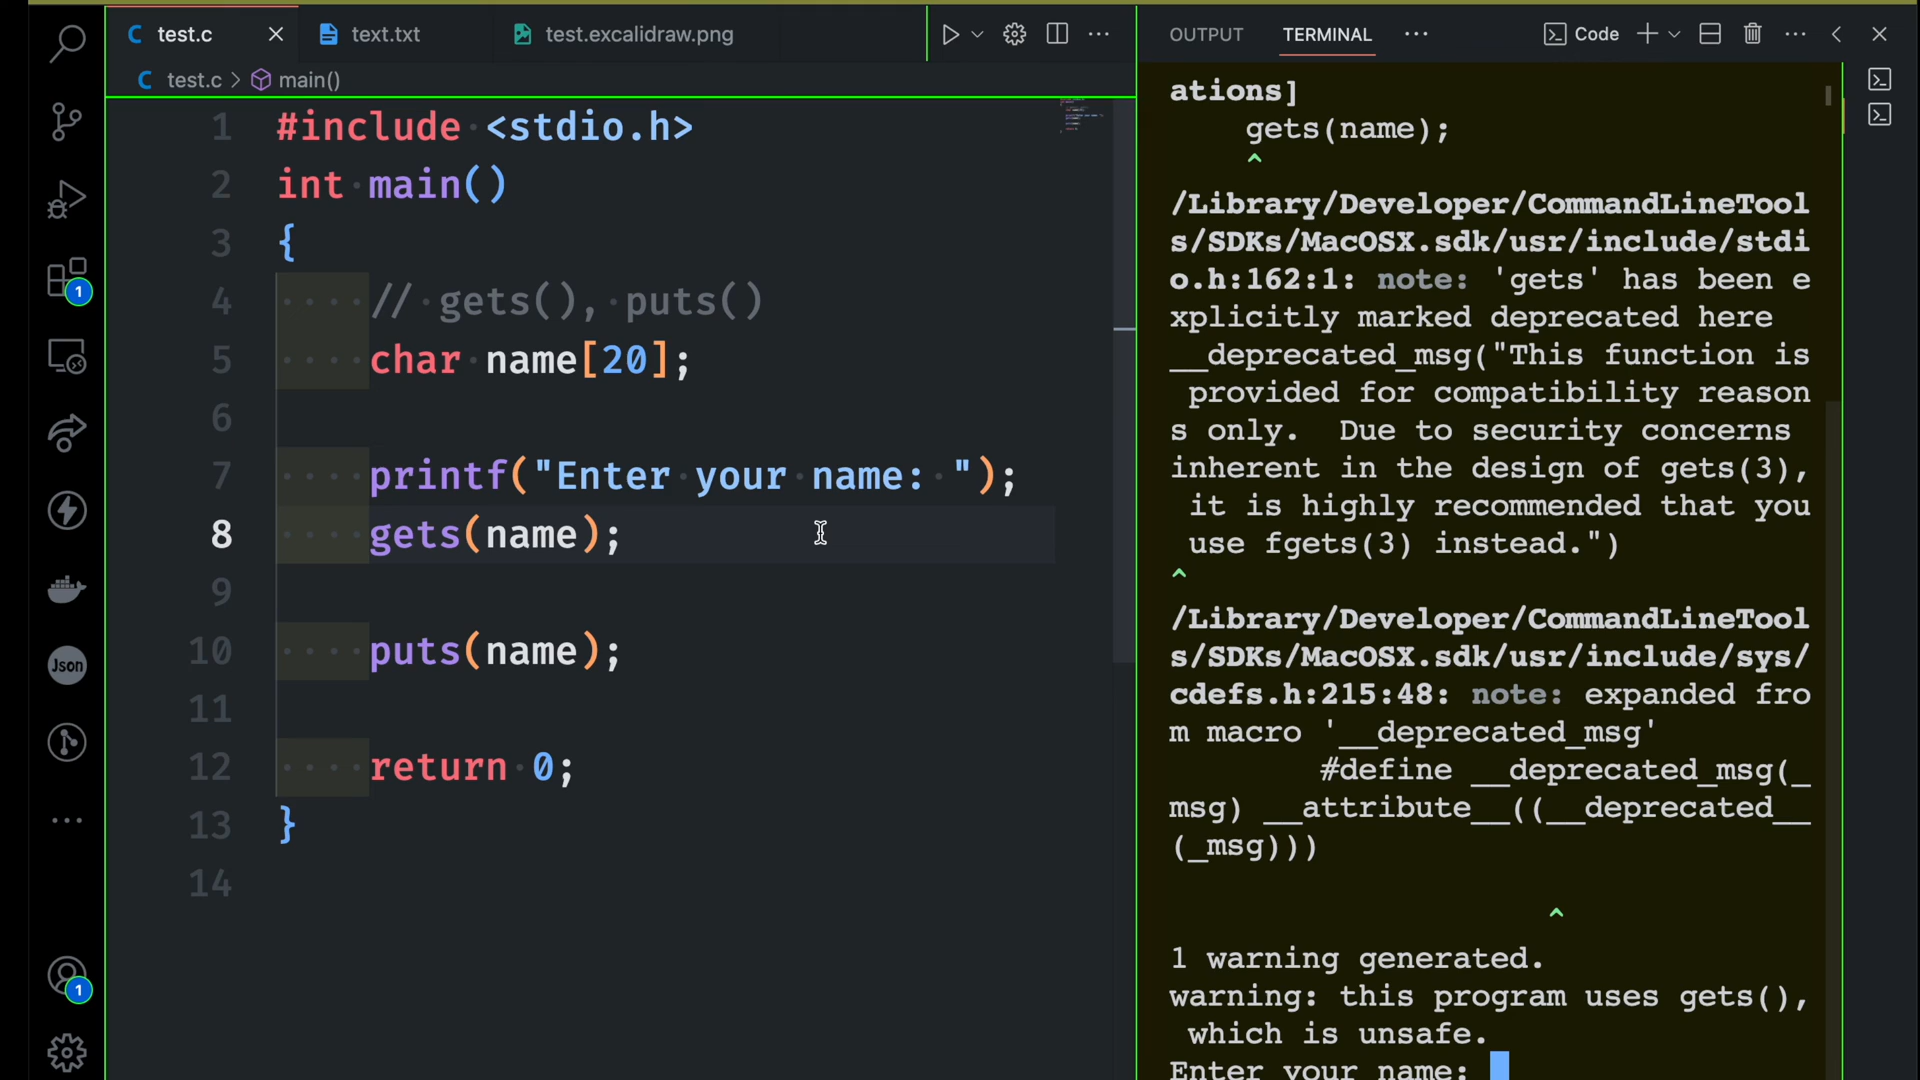 C test.c
text.txt
test.excalidraw.png
C test.c > main()
1 #include <stdio.h>
2 int main()
3 {
4 // gets(), puts()
5 char name[20];
6
7 printf("Enter your name: ");
8 gets(name);
9
10 puts(name);
11
12 return 0;
13 }
14
1
Json
1
OUTPUT TERMINAL Code
ations]
gets(name);
^
/Library/Developer/CommandLineTool
s/SDKs/MacOSX.sdk/usr/include/stdi
o.h:162:1: note: 'gets' has been e
xplicitly marked deprecated here
__deprecated_msg("This function is
provided for compatibility reason
s only.  Due to security concerns
inherent in the design of gets(3),
it is highly recommended that you
use fgets(3) instead.")
^
/Library/Developer/CommandLineTool
s/SDKs/MacOSX.sdk/usr/include/sys/
cdefs.h:215:48: note: expanded fro
m macro '__deprecated_msg'
#define __deprecated_msg(_
msg) __attribute__((__deprecated__
(_msg)))
^
1 warning generated.
warning: this program uses gets(),
which is unsafe.
Enter your name: